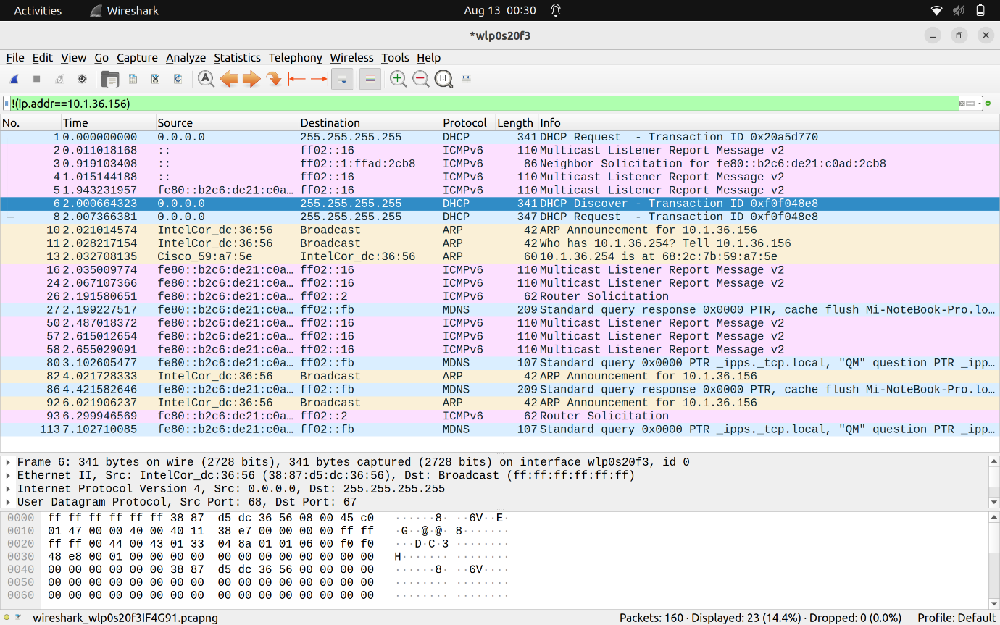 Activities Wireshark Aug 13 00:30
*wlp0s20f3
File Edit View Go Capture Analyze Statistics Telephony Wireless Tools Help
!(ip.addr==10.1.36.156)
No. Time Source Destination Protocol Length Info
1 0.000000000 0.0.0.0 255.255.255.255 DHCP 341 DHCP Request - Transaction ID 0x20a5d770
2 0.011018168 :: ff02::16 ICMPv6 110 Multicast Listener Report Message v2
3 0.919103408 :: ff02::1:ffad:2cb8 ICMPv6 86 Neighbor Solicitation for fe80::b2c6:de21:c0ad:2cb8
4 1.015144188 :: ff02::16 ICMPv6 110 Multicast Listener Report Message v2
5 1.943231957 fe80::b2c6:de21:c0a… ff02::16 ICMPv6 110 Multicast Listener Report Message v2
6 2.000664323 0.0.0.0 255.255.255.255 DHCP 341 DHCP Discover - Transaction ID 0xf0f048e8
8 2.007366381 0.0.0.0 255.255.255.255 DHCP 347 DHCP Request - Transaction ID 0xf0f048e8
10 2.021014574 IntelCor_dc:36:56 Broadcast ARP 42 ARP Announcement for 10.1.36.156
11 2.028217154 IntelCor_dc:36:56 Broadcast ARP 42 Who has 10.1.36.254? Tell 10.1.36.156
13 2.032708135 Cisco_59:a7:5e IntelCor_dc:36:56 ARP 60 10.1.36.254 is at 68:2c:7b:59:a7:5e
16 2.035009774 fe80::b2c6:de21:c0a… ff02::16 ICMPv6 110 Multicast Listener Report Message v2
24 2.067107366 fe80::b2c6:de21:c0a… ff02::16 ICMPv6 110 Multicast Listener Report Message v2
26 2.191580651 fe80::b2c6:de21:c0a… ff02::2 ICMPv6 62 Router Solicitation
27 2.199227517 fe80::b2c6:de21:c0a… ff02::fb MDNS 209 Standard query response 0x0000 PTR, cache flush Mi-NoteBook-Pro.lo…
50 2.487018372 fe80::b2c6:de21:c0a… ff02::16 ICMPv6 110 Multicast Listener Report Message v2
57 2.615012654 fe80::b2c6:de21:c0a… ff02::16 ICMPv6 110 Multicast Listener Report Message v2
58 2.655029091 fe80::b2c6:de21:c0a… ff02::16 ICMPv6 110 Multicast Listener Report Message v2
80 3.102605477 fe80::b2c6:de21:c0a… ff02::fb MDNS 107 Standard query 0x0000 PTR _ipps._tcp.local, "QM" question PTR _ipp…
82 4.021728333 IntelCor_dc:36:56 Broadcast ARP 42 ARP Announcement for 10.1.36.156
86 4.421582646 fe80::b2c6:de21:c0a… ff02::fb MDNS 209 Standard query response 0x0000 PTR, cache flush Mi-NoteBook-Pro.lo…
92 6.021906237 IntelCor_dc:36:56 Broadcast ARP 42 ARP Announcement for 10.1.36.156
93 6.299946569 fe80::b2c6:de21:c0a… ff02::2 ICMPv6 62 Router Solicitation
113 7.102710085 fe80::b2c6:de21:c0a… ff02::fb MDNS 107 Standard query 0x0000 PTR _ipps._tcp.local, "QM" question PTR _ipp…
Frame 6: 341 bytes on wire (2728 bits), 341 bytes captured (2728 bits) on interface wlp0s20f3, id 0
Ethernet II, Src: IntelCor_dc:36:56 (38:87:d5:dc:36:56), Dst: Broadcast (ff:ff:ff:ff:ff:ff)
Internet Protocol Version 4, Src: 0.0.0.0, Dst: 255.255.255.255
User Datagram Protocol, Src Port: 68, Dst Port: 67
0000 ff ff ff ff ff ff 38 87 d5 dc 36 56 08 00 45 c0 ······8· ··6V··E·
0010 01 47 00 00 40 00 40 11 38 e7 00 00 00 00 ff ff ·G··@·@· 8·······
0020 ff ff 00 44 00 43 01 33 04 8a 01 01 06 00 f0 f0 ···D·C·3 ········
0030 48 e8 00 01 00 00 00 00 00 00 00 00 00 00 00 00 H······· ········
0040 00 00 00 00 00 00 38 87 d5 dc 36 56 00 00 00 00 ······8· ··6V····
0050 00 00 00 00 00 00 00 00 00 00 00 00 00 00 00 00 ········ ········
0060 00 00 00 00 00 00 00 00 00 00 00 00 00 00 00 00 ········ ········
wireshark_wlp0s20f3IF4G91.pcapng Packets: 160 · Displayed: 23 (14.4%) · Dropped: 0 (0.0%) Profile: Default